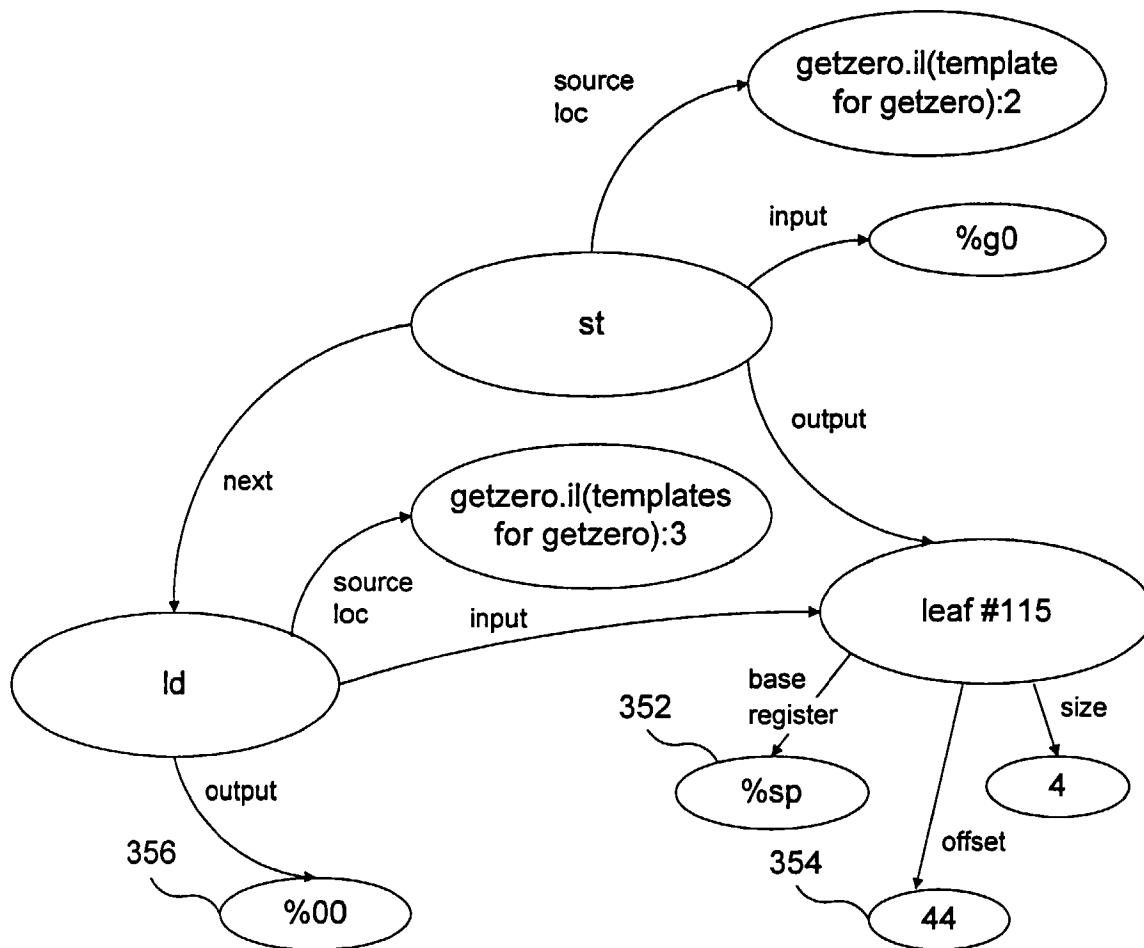 source
loc
getzero.il(template
for getzero):2
input
%g0
st
output
next
getzero.il(templates
for getzero):3
source
loc
input
leaf #115
ld
base
register
size
352
%sp
4
output
offset
356
354
%00
44